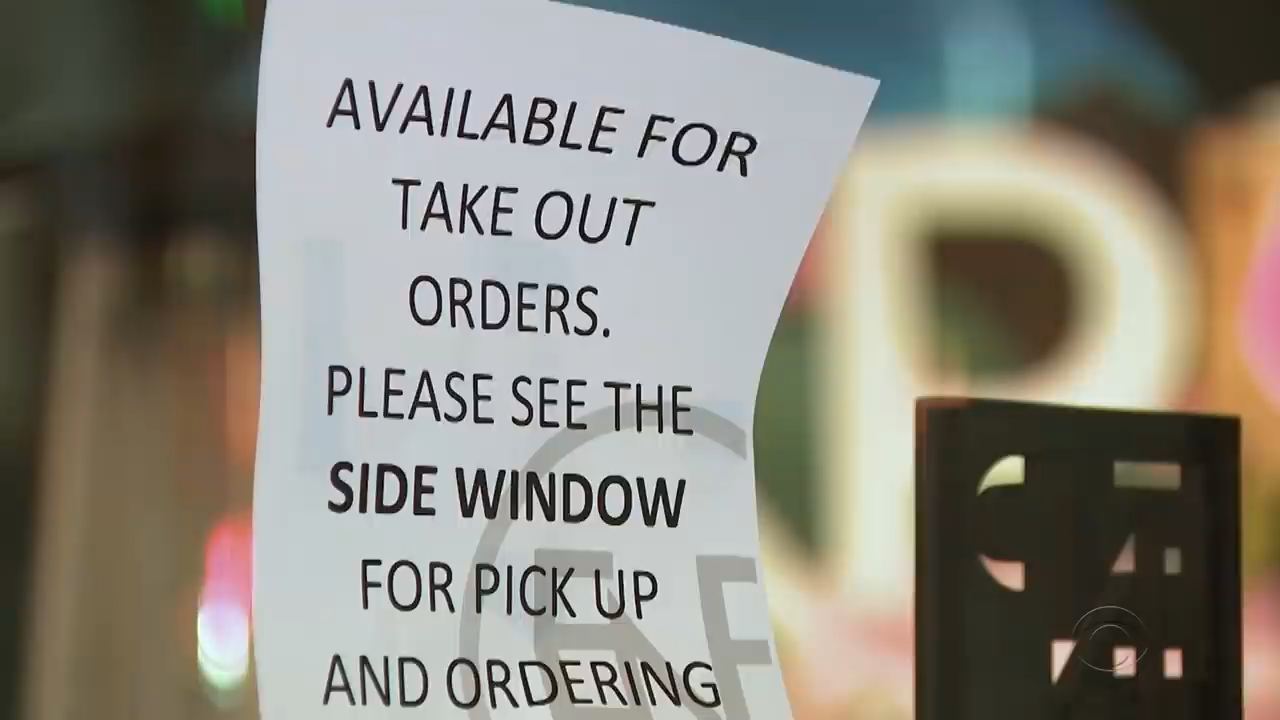 AVAILABLE FOR
TAKE OUT
ORDERS.
PLEASE SEE THE
SIDE WINDOW
FOR PICK UP
AND ORDERING
R